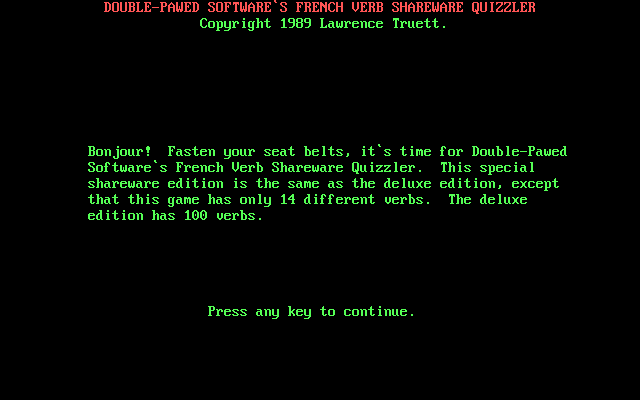 DOUBLE-PAWED SOFTWARE`S FRENCH VERB SHAREWARE QUIZZLER
Copyright 1989 Lawrence Truett.
Bonjour!  Fasten your seat belts, it`s time for Double-Pawed
Software`s French Verb Shareware Quizzler.  This special
shareware edition is the same as the deluxe edition, except
that this game has only 14 different verbs.  The deluxe
edition has 100 verbs.
Press any key to continue.